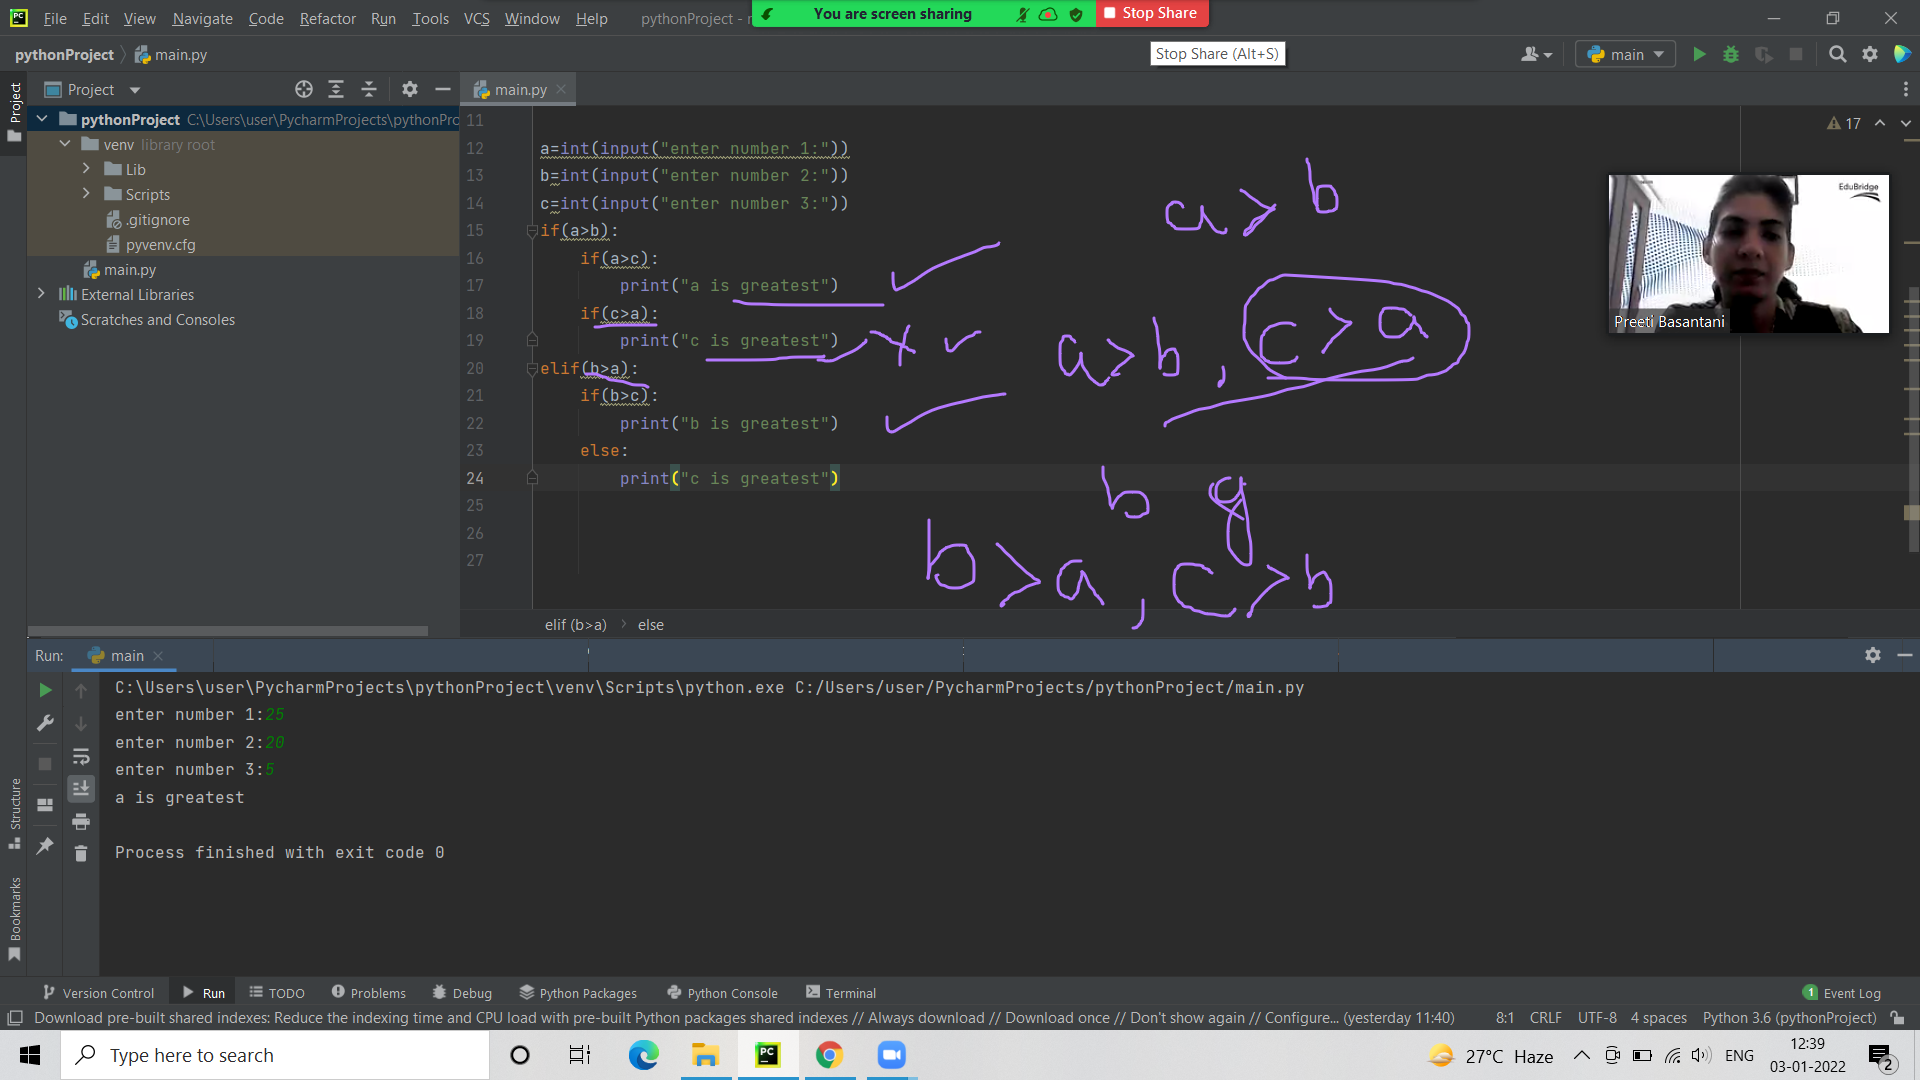 File Edit View Navigate Code Refactor Run Tools VCS Window Help pythonProject -
You are screen sharing Stop Share
Stop Share (Alt+S)
pythonProject main.py
main
Project
Project
main.py
pythonProject C:\Users\user\PycharmProjects\pythonPro
venv library root
Lib
Scripts
.gitignore
pyvenv.cfg
main.py
External Libraries
Scratches and Consoles
17
11
12 a=int(input("enter number 1:"))
13 b=int(input("enter number 2:"))
14 c=int(input("enter number 3:"))
15 if(a>b):
16 if(a>c):
17 print("a is greatest")
18 if(c>a):
19 print("c is greatest")
20 elif(b>a):
21 if(b>c):
22 print("b is greatest")
23 else:
24 print("c is greatest")
25
26
27
a > b
a > b , c > a
b g
b > a , c > b
EduBridge
Preeti Basantani
elif (b>a) else
Run: main
C:\Users\user\PycharmProjects\pythonProject\venv\Scripts\python.exe C:/Users/user/PycharmProjects/pythonProject/main.py
enter number 1:25
enter number 2:20
enter number 3:5
a is greatest
Process finished with exit code 0
Structure
Bookmarks
Version Control Run TODO Problems Debug Python Packages Python Console Terminal 1 Event Log
Download pre-built shared indexes: Reduce the indexing time and CPU load with pre-built Python packages shared indexes // Always download // Download once // Don't show again // Configure... (yesterday 11:40) 8:1 CRLF UTF-8 4 spaces Python 3.6 (pythonProject)
Type here to search
PC
27°C Haze
ENG
12:39
03-01-2022
2